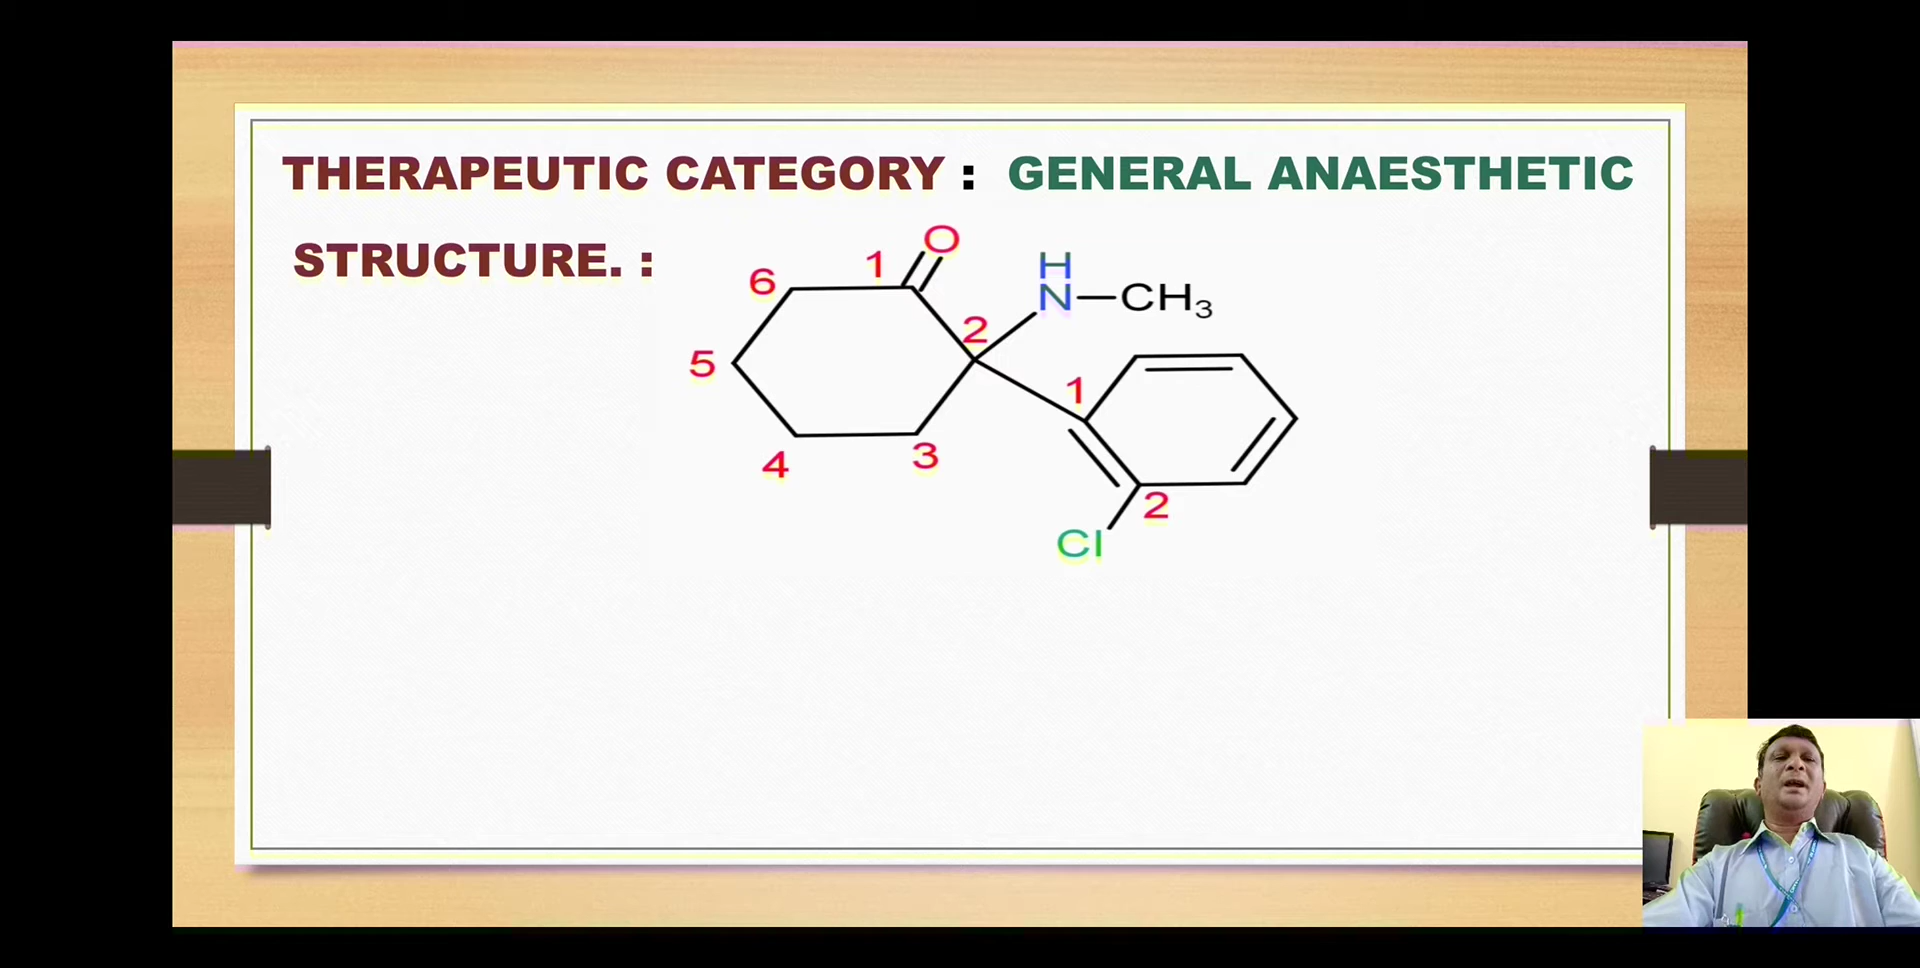 THERAPEUTIC CATEGORY : GENERAL ANAESTHETIC
STRUCTURE. :
O
1
H
6
N
CH3
2
5
1
3
4
2
Cl